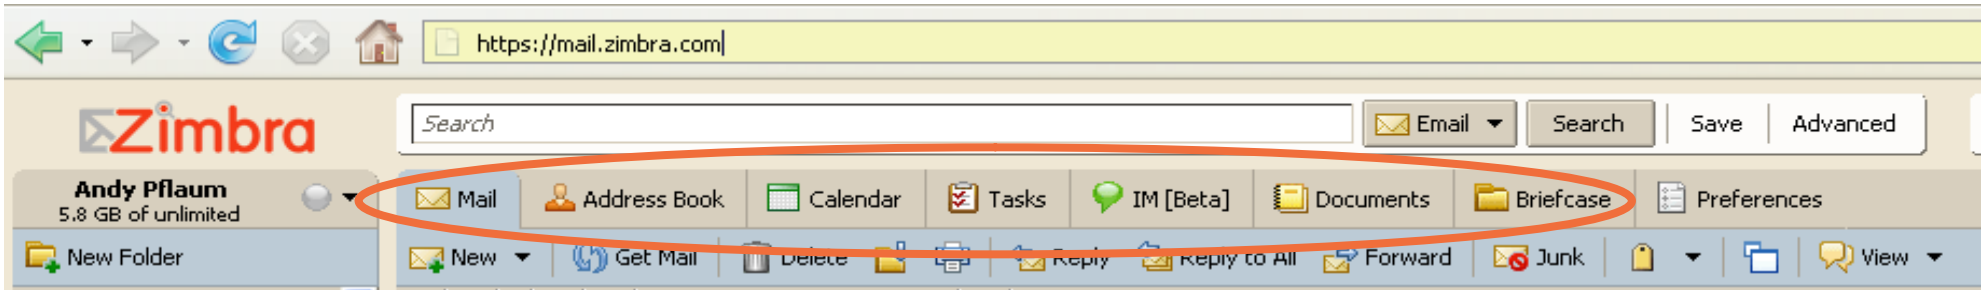 https://mail.zimbra.com
Zimbra
Search Email Search Save Advanced
Andy Pflaum
5.8 GB of unlimited
Mail Address Book Calendar Tasks IM [Beta] Documents Briefcase Preferences
New Folder New Get Mail Delete Reply Reply to All Forward Junk View